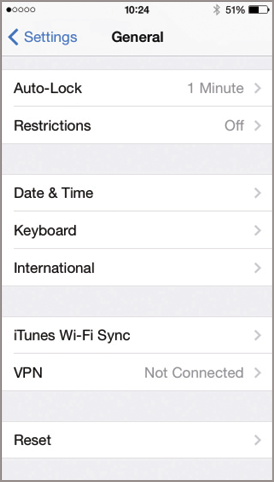 10:24 51%
Settings General
Auto-Lock 1 Minute
Restrictions Off
Date & Time
Keyboard
International
iTunes Wi-Fi Sync
VPN Not Connected
Reset